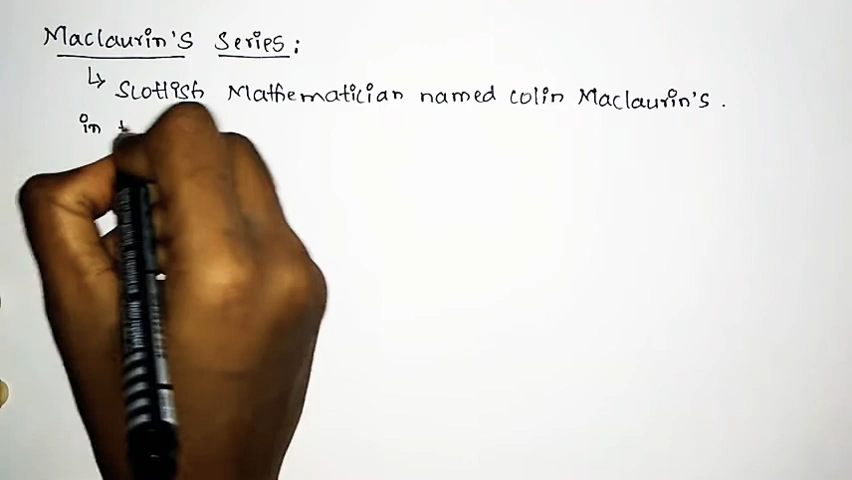 Maclaurin's Series:
↳ Scottish Mathematician named colin Maclaurin's.
in